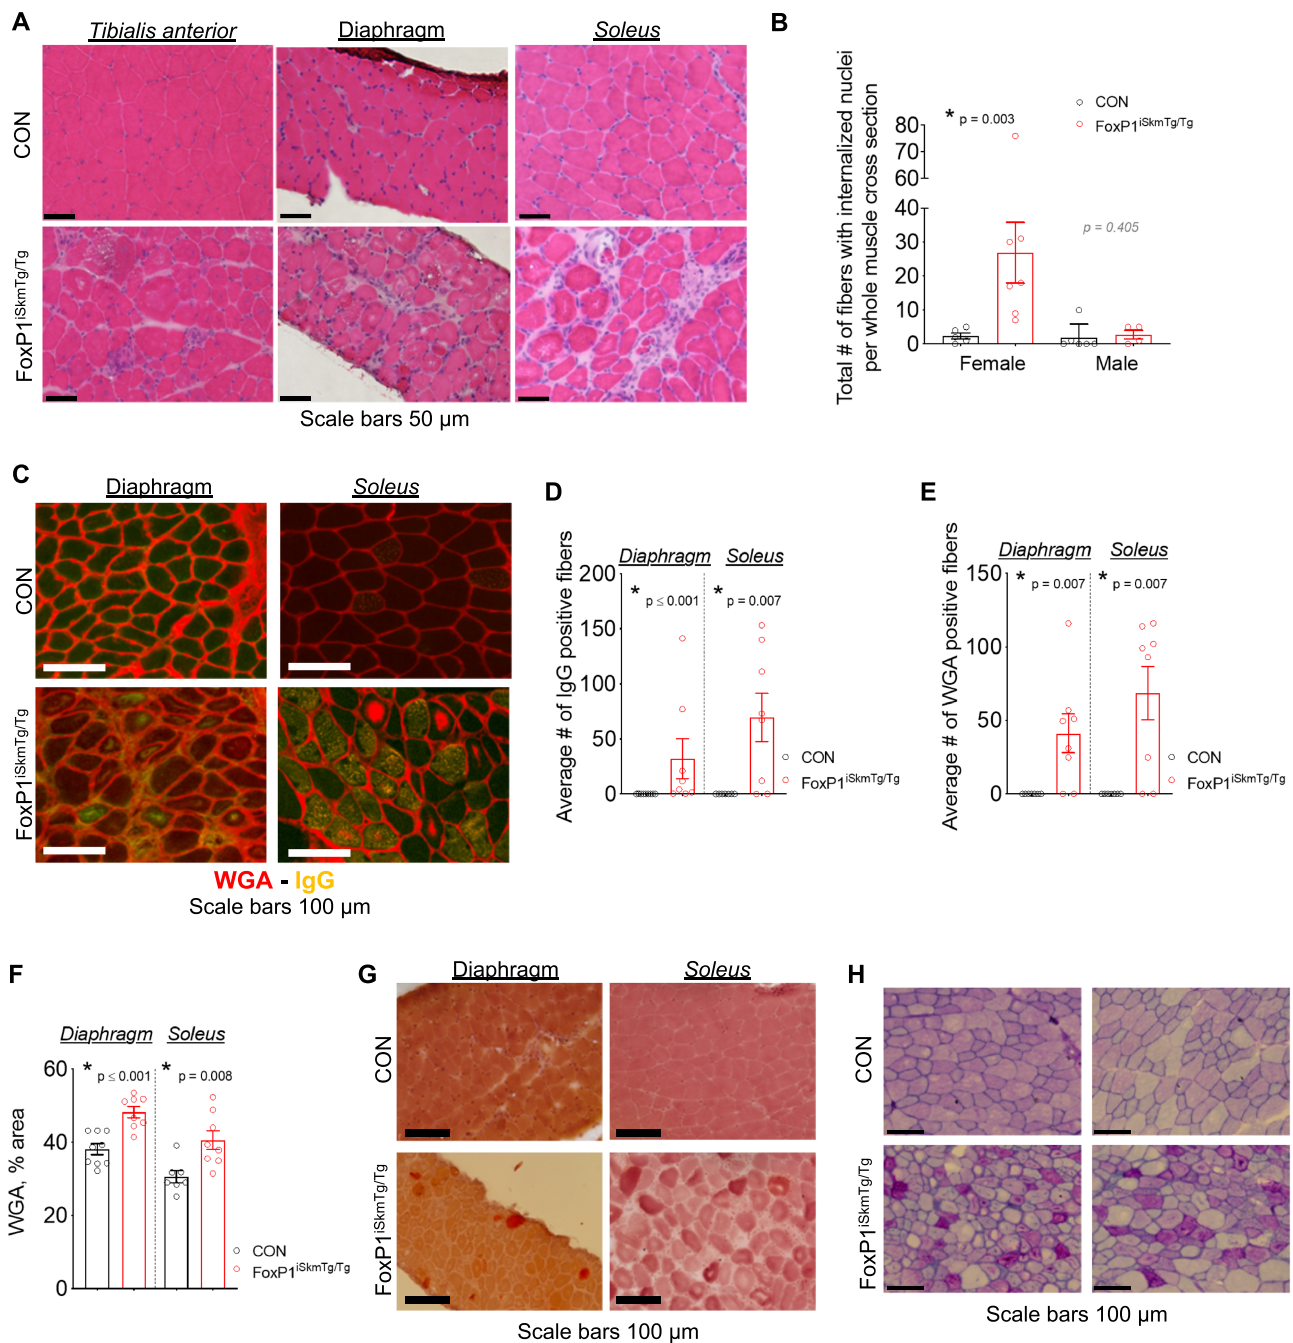 A
Tibialis anterior
Diaphragm
Soleus
CON
FoxP1iSkmTg/Tg
Scale bars 50 µm
B
Total # of fibers with internalized nuclei
per whole muscle cross section
CON
FoxP1iSkmTg/Tg
* p = 0.003
p = 0.405
80
70
60
40
30
20
10
0
Female
Male
C
Diaphragm
Soleus
CON
FoxP1iSkmTg/Tg
WGA - IgG
Scale bars 100 µm
D
Average # of IgG positive fibers
Diaphragm
Soleus
* p ≤ 0.001
* p = 0.007
200
150
100
50
0
CON
FoxP1iSkmTg/Tg
E
Average # of WGA positive fibers
Diaphragm
Soleus
* p = 0.007
* p = 0.007
150
100
50
0
CON
FoxP1iSkmTg/Tg
F
WGA, % area
Diaphragm
Soleus
* p ≤ 0.001
* p = 0.008
60
40
20
0
CON
FoxP1iSkmTg/Tg
G
Diaphragm
Soleus
CON
FoxP1iSkmTg/Tg
Scale bars 100 µm
H
CON
FoxP1iSkmTg/Tg
Scale bars 100 µm